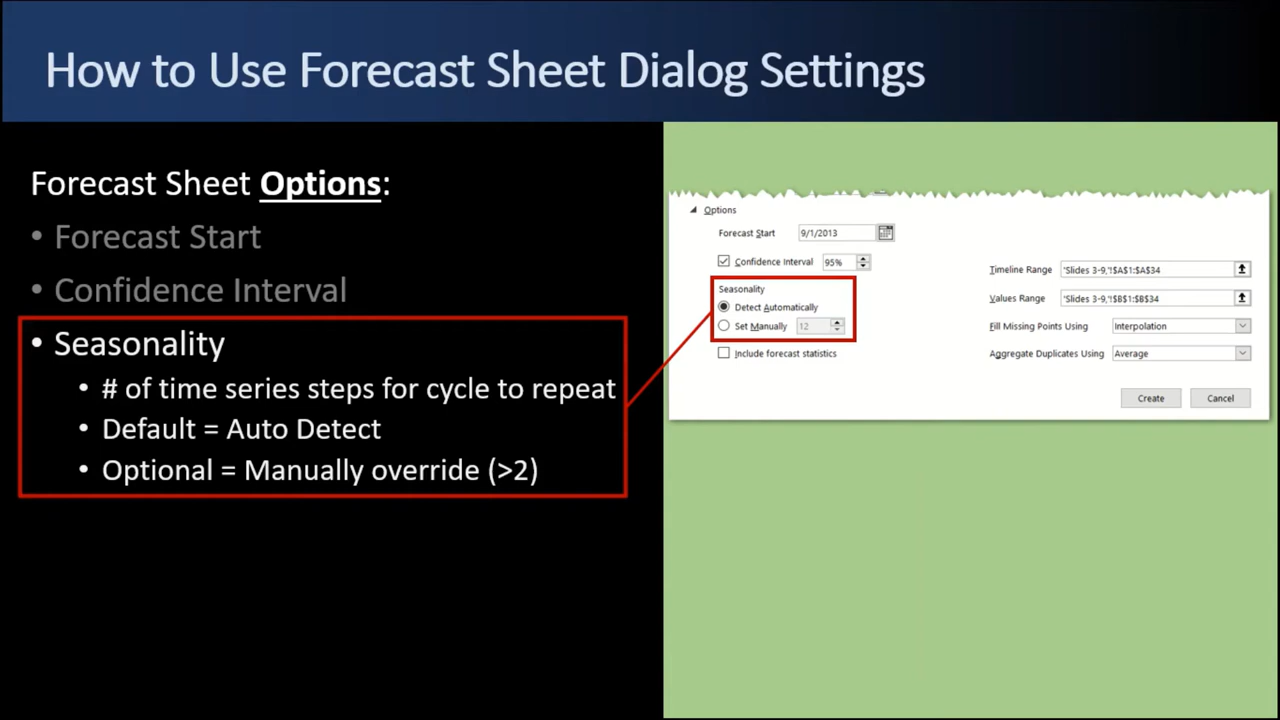 How to Use Forecast Sheet Dialog Settings
Forecast Sheet Options:
• Forecast Start
• Confidence Interval
• Seasonality
• # of time series steps for cycle to repeat
• Default = Auto Detect
• Optional = Manually override (>2)
Options
Forecast Start 9/1/2013
Confidence Interval 95%
Seasonality
Detect Automatically
Set Manually 12
Include forecast statistics
Timeline Range 'Slides 3-9,'!$A$1:$A$34
Values Range 'Slides 3-9,'!$B$1:$B$34
Fill Missing Points Using Interpolation
Aggregate Duplicates Using Average
Create Cancel